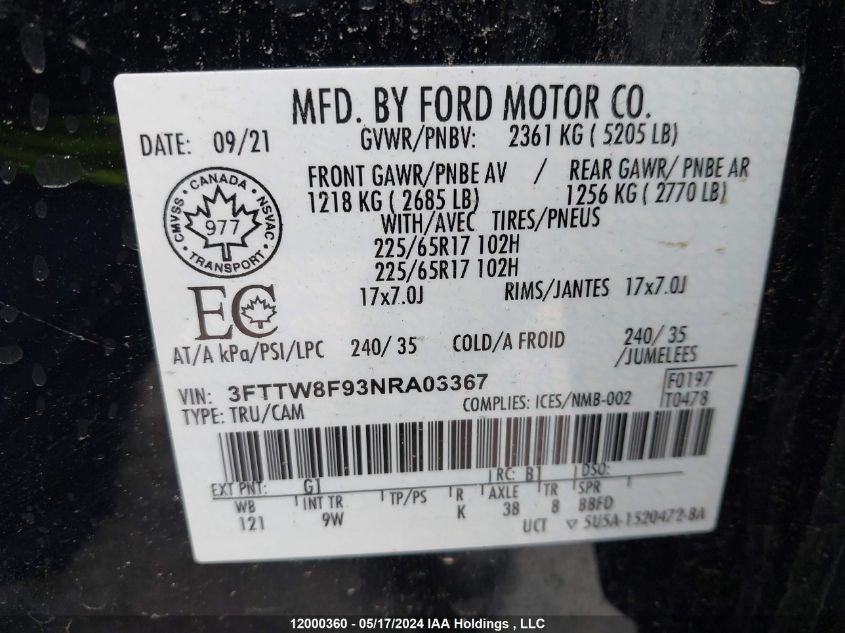 MFD. BY FORD MOTOR CO.
DATE: 09/21 GVWR/PNBV: 2361 KG ( 5205 LB)
FRONT GAWR/PNBE AV / REAR GAWR/ PNBE AR
1218 KG ( 2685 LB) 1256 KG ( 2770 LB)
WITH/AVEC TIRES/PNEUS
225/65R17 102H
225/65R17 102H
17x7.0J RIMS/JANTES 17x7.0J
CANADA
CMVSS NSVAC
977
TRANSPORT
EC
AT/A kPa/PSI/LPC 240/ 35 COLD/A FROID 240/ 35
/JUMELEES
VIN: 3FTTW8F93NRA03367 F0197
TYPE: TRU/CAM COMPLIES: ICES/NMB-002 T0478
EXT PNT: G1 RC: B1 DSO:
WB INT TR TP/PS R AXLE TR SPR
121 9W K 38 8 BBFD
UCT 5U5A-1520472-BA
12000360 - 05/17/2024 IAA Holdings , LLC